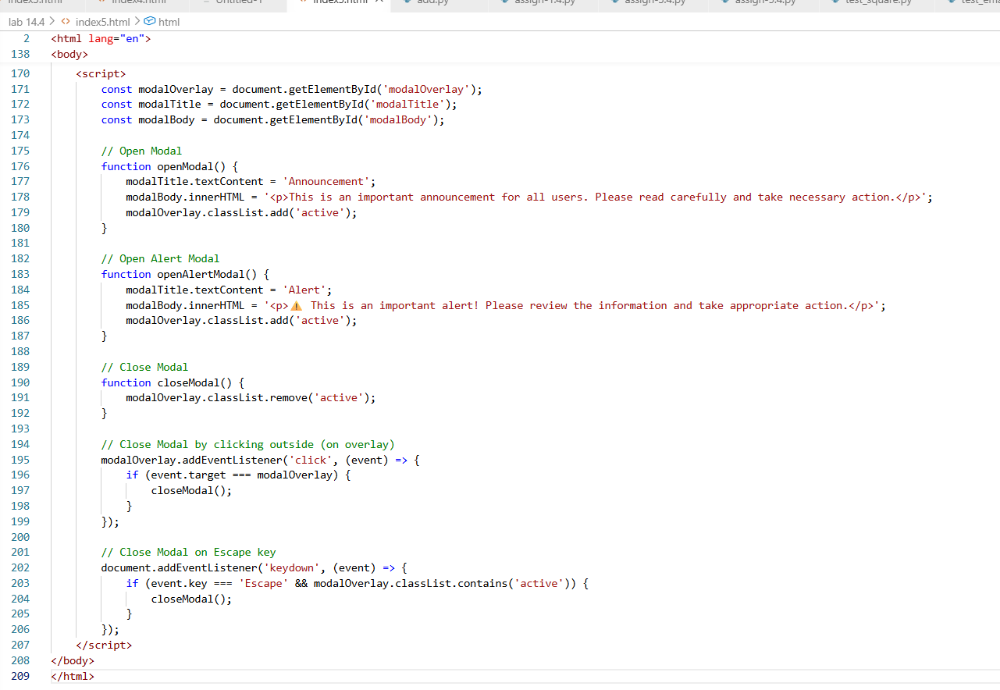 index3.html index4.html Untitled-1 index5.html add.py assign-1.4.py assign-3.4.py assign-5.4.py test_square.py
lab 14.4 > <> index5.html > html
2 <html lang="en">
138 <body>
170 <script>
171 const modalOverlay = document.getElementById('modalOverlay');
172 const modalTitle = document.getElementById('modalTitle');
173 const modalBody = document.getElementById('modalBody');
174
175 // Open Modal
176 function openModal() {
177 modalTitle.textContent = 'Announcement';
178 modalBody.innerHTML = '<p>This is an important announcement for all users. Please read carefully and take necessary action.</p>';
179 modalOverlay.classList.add('active');
180 }
181
182 // Open Alert Modal
183 function openAlertModal() {
184 modalTitle.textContent = 'Alert';
185 modalBody.innerHTML = '<p>⚠️ This is an important alert! Please review the information and take appropriate action.</p>';
186 modalOverlay.classList.add('active');
187 }
188
189 // Close Modal
190 function closeModal() {
191 modalOverlay.classList.remove('active');
192 }
193
194 // Close Modal by clicking outside (on overlay)
195 modalOverlay.addEventListener('click', (event) => {
196 if (event.target === modalOverlay) {
197 closeModal();
198 }
199 });
200
201 // Close Modal on Escape key
202 document.addEventListener('keydown', (event) => {
203 if (event.key === 'Escape' && modalOverlay.classList.contains('active')) {
204 closeModal();
205 }
206 });
207 </script>
208 </body>
209 </html>